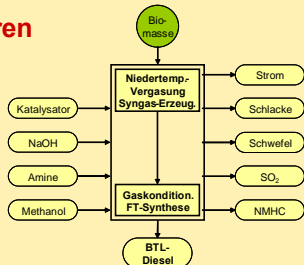 ren
Bio-
masse
Niedertemp.-
Vergasung
Syngas-Erzeug.
Strom
Katalysator
Schlacke
NaOH
Schwefel
Amine
SO₂
Methanol
Gaskondition.
FT-Synthese
NMHC
BTL-
Diesel